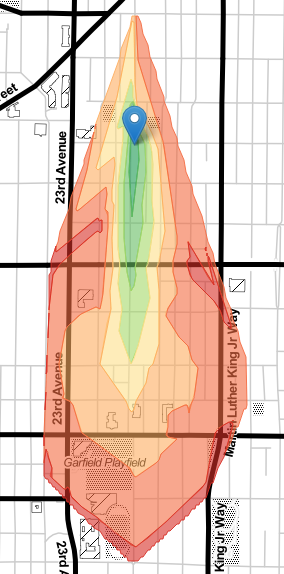 eet
23rd Avenue
23rd Avenue
Martin Luther King Jr Way
Garfield Playfield
King Jr Way
23rd A